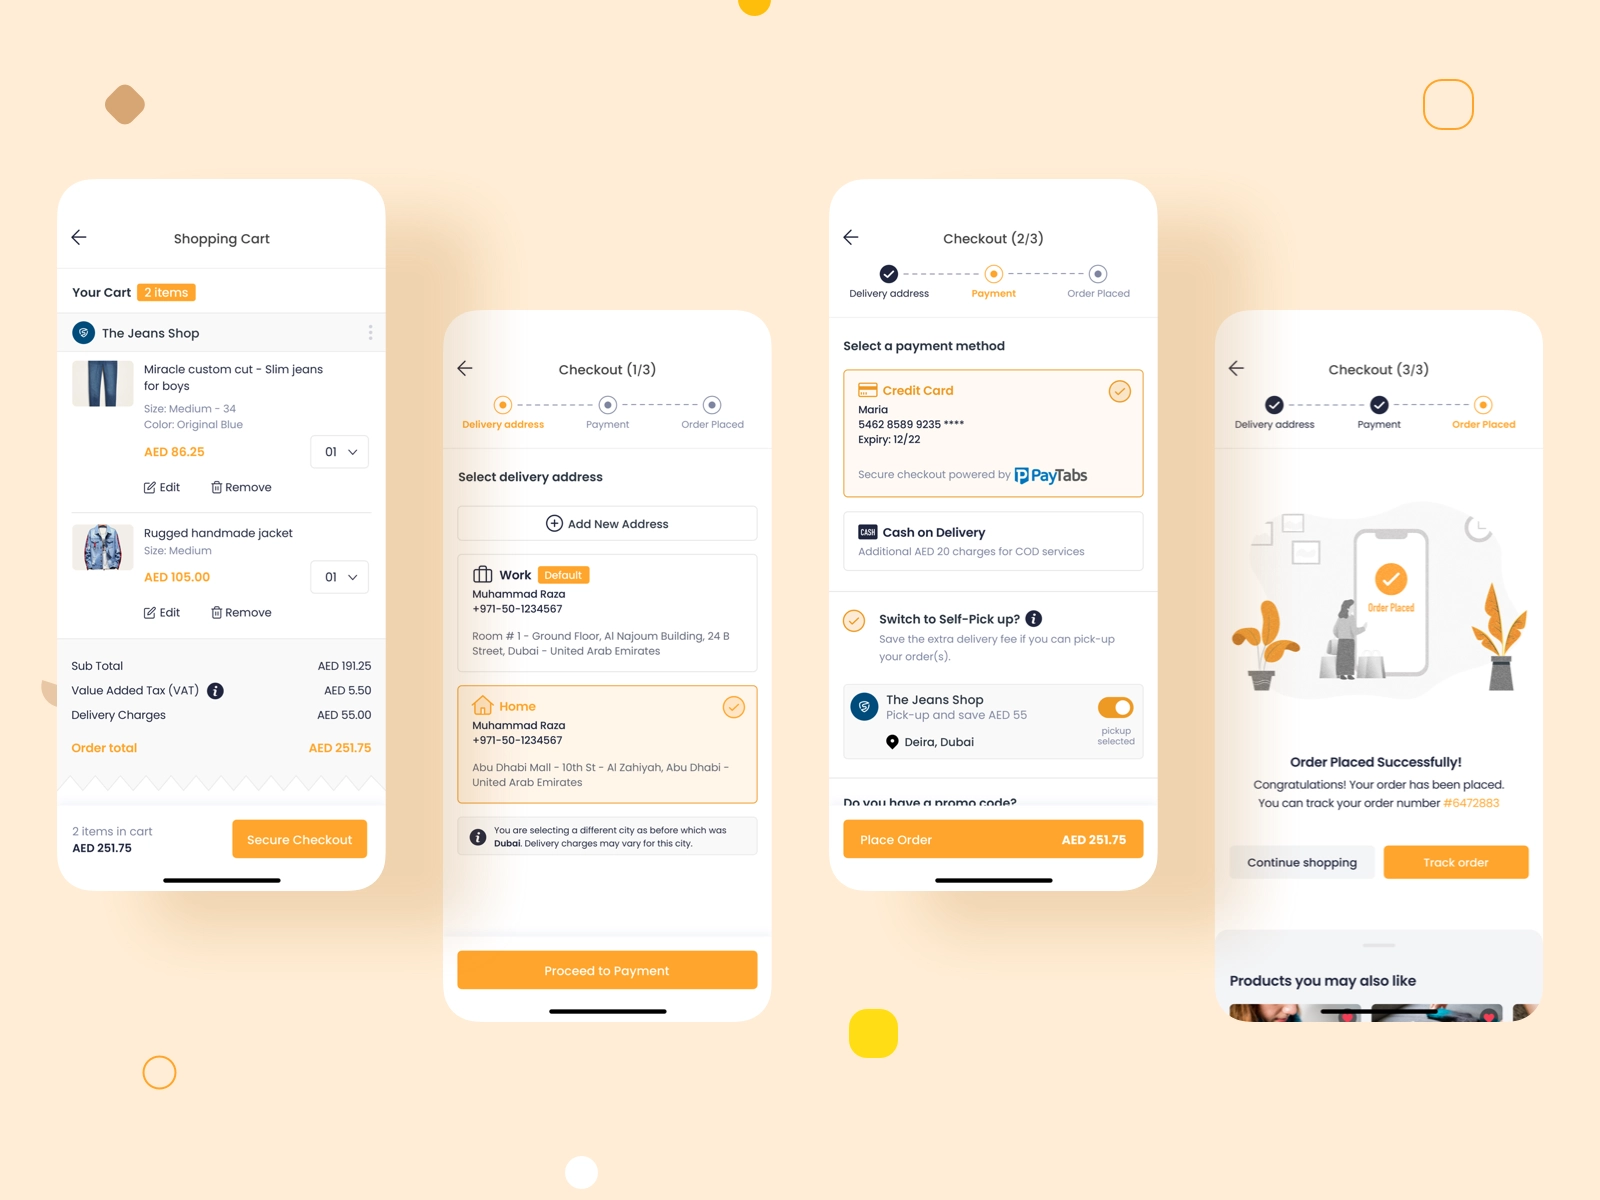 Shopping Cart
Your Cart 2 items
The Jeans Shop
Miracle custom cut - Slim jeans
for boys
Size: Medium - 34
Color: Original Blue
AED 86.25
01
Edit
Remove
Rugged handmade jacket
Size: Medium
AED 105.00
01
Edit
Remove
Sub Total AED 191.25
Value Added Tax (VAT) i AED 5.50
Delivery Charges AED 55.00
Order total AED 251.75
2 items in cart
AED 251.75
Secure Checkout
Checkout (1/3)
Delivery address Payment Order Placed
Select delivery address
Add New Address
Work Default
Muhammad Raza
+971-50-1234567
Room # 1 - Ground Floor, Al Najoum Building, 24 B
Street, Dubai - United Arab Emirates
Home
Muhammad Raza
+971-50-1234567
Abu Dhabi Mall - 10th St - Al Zahiyah, Abu Dhabi -
United Arab Emirates
i You are selecting a different city as before which was
Dubai. Delivery charges may vary for this city.
Proceed to Payment
Checkout (2/3)
Delivery address Payment Order Placed
Select a payment method
Credit Card
Maria
5462 8589 9235 ****
Expiry: 12/22
Secure checkout powered by PayTabs
CASH Cash on Delivery
Additional AED 20 charges for COD services
Switch to Self-Pick up? i
Save the extra delivery fee if you can pick-up
your order(s).
The Jeans Shop
Pick-up and save AED 55
Deira, Dubai
pickup
selected
Do you have a promo code?
Place Order AED 251.75
Checkout (3/3)
Delivery address Payment Order Placed
Order Placed
Order Placed Successfully!
Congratulations! Your order has been placed.
You can track your order number #6472883
Continue shopping
Track order
Products you may also like